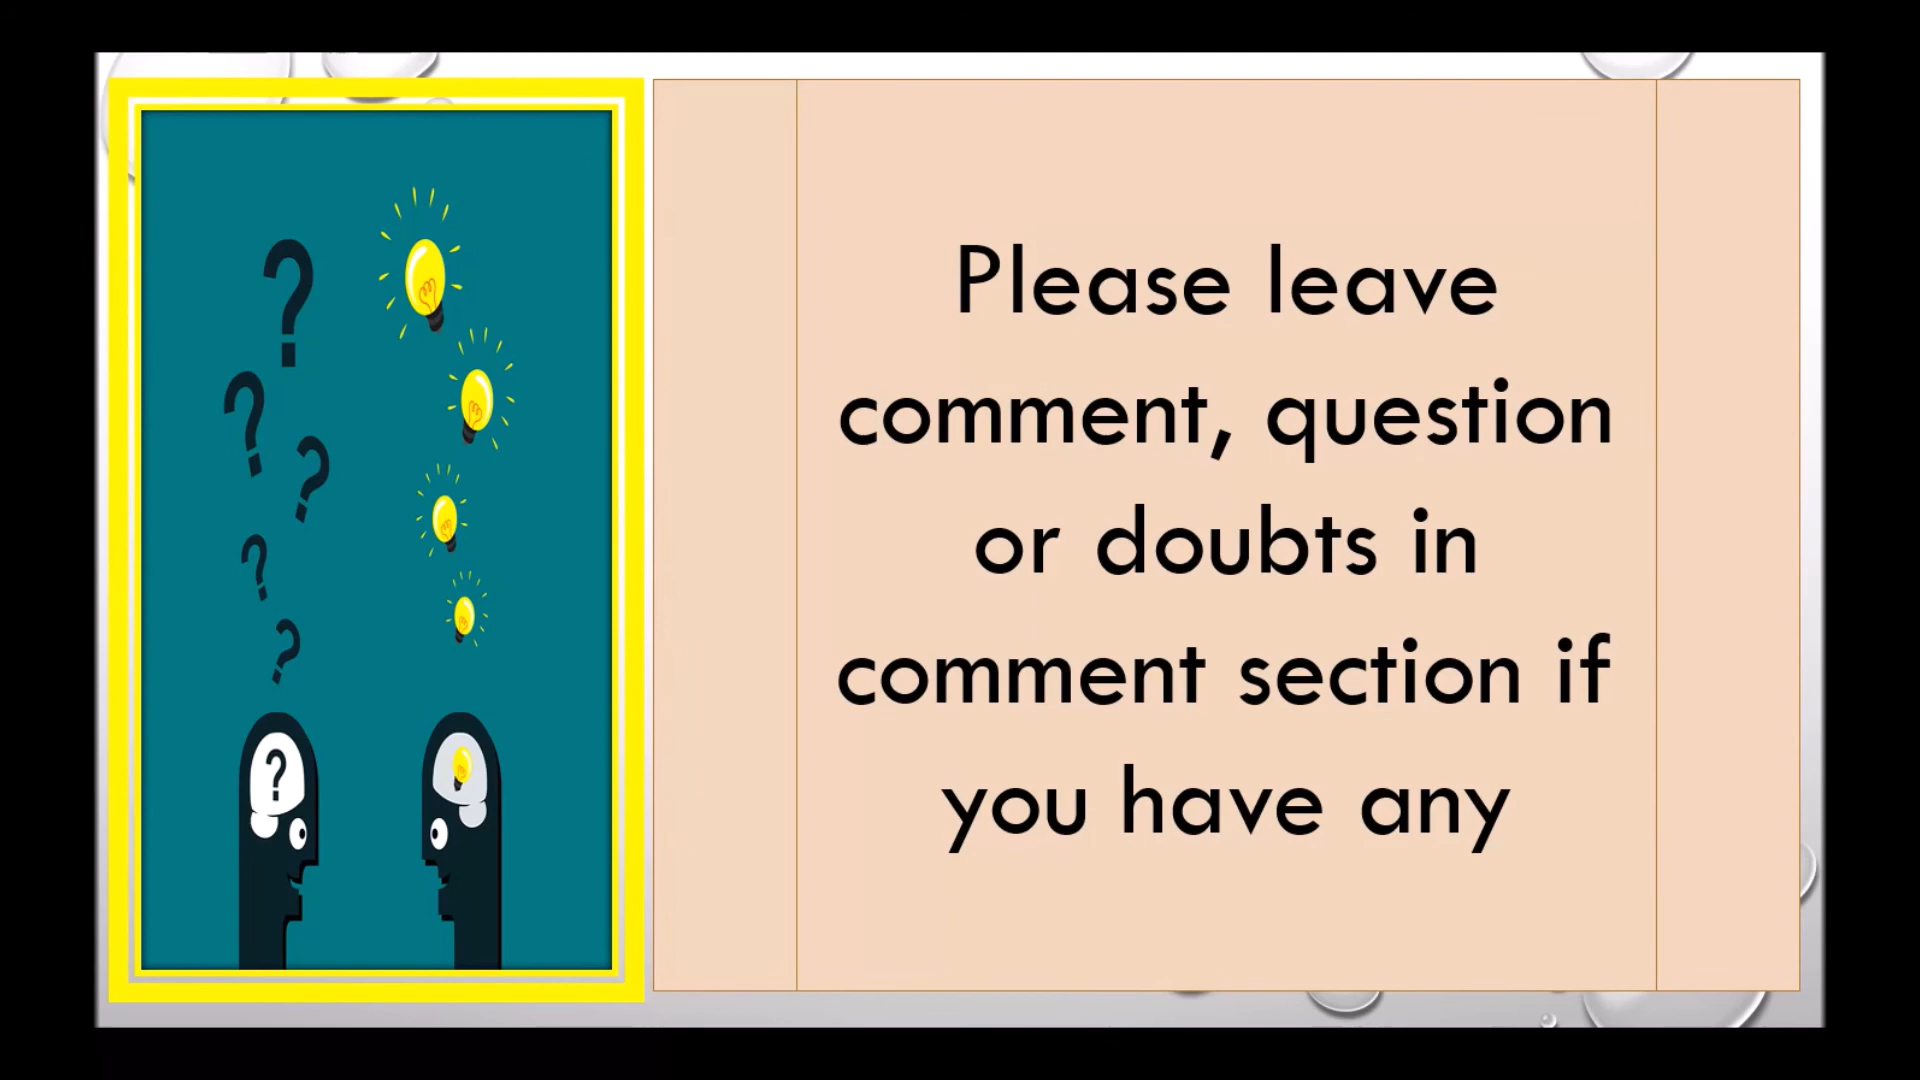 Please leave
comment, question
or doubts in
comment section if
you have any